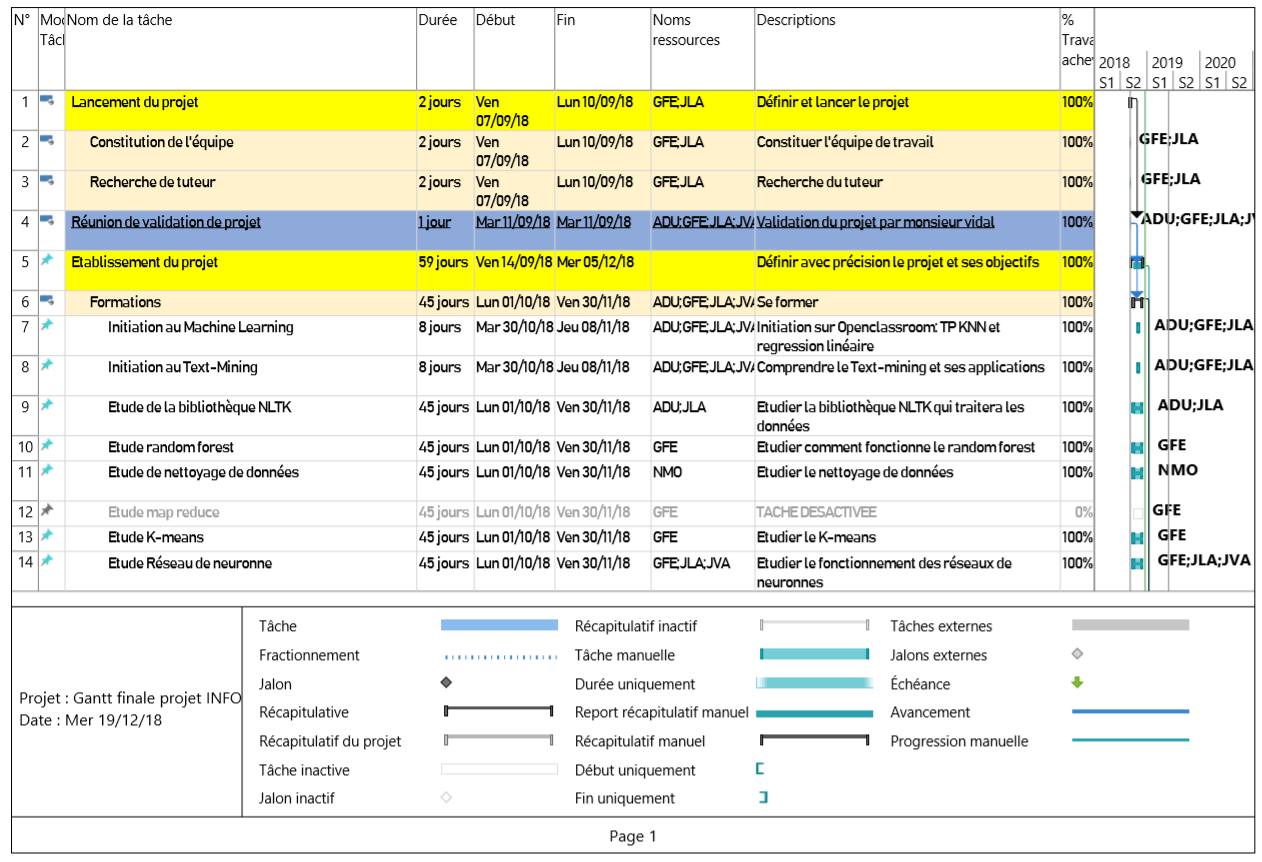 N° Mod Nom de la tâche Durée Début Fin Noms Descriptions %
Tâcl ressources Trava
achev 2018 2019 2020
S1 S2 S1 S2 S1 S2
1 Lancement du projet 2 jours Ven Lun 10/09/18 GFE;JLA Définir et lancer le projet 100%
07/09/18
2 Constitution de l'équipe 2 jours Ven Lun 10/09/18 GFE;JLA Constituer l'équipe de travail 100% GFE;JLA
07/09/18
3 Recherche de tuteur 2 jours Ven Lun 10/09/18 GFE;JLA Recherche du tuteur 100% GFE;JLA
07/09/18
4 Réunion de validation de projet 1 jour Mar 11/09/18 Mar 11/09/18 ADU;GFE;JLA;JVA Validation du projet par monsieur vidal 100% ADU;GFE;JLA;JV
5 Etablissement du projet 59 jours Ven 14/09/18 Mer 05/12/18 Définir avec précision le projet et ses objectifs 100%
6 Formations 45 jours Lun 01/10/18 Ven 30/11/18 ADU;GFE;JLA;JVA Se former 100%
7 Initiation au Machine Learning 8 jours Mar 30/10/18 Jeu 08/11/18 ADU;GFE;JLA;JVA Initiation sur Openclassroom: TP KNN et 100% ADU;GFE;JLA
regression linéaire
8 Initiation au Text-Mining 8 jours Mar 30/10/18 Jeu 08/11/18 ADU;GFE;JLA;JVA Comprendre le Text-mining et ses applications 100% ADU;GFE;JLA
9 Etude de la bibliothèque NLTK 45 jours Lun 01/10/18 Ven 30/11/18 ADU;JLA Etudier la bibliothèque NLTK qui traitera les 100% ADU;JLA
données
10 Etude random forest 45 jours Lun 01/10/18 Ven 30/11/18 GFE Etudier comment fonctionne le random forest 100% GFE
11 Etude de nettoyage de données 45 jours Lun 01/10/18 Ven 30/11/18 NMO Etudier le nettoyage de données 100% NMO
12 Etude map reduce 45 jours Lun 01/10/18 Ven 30/11/18 GFE TACHE DESACTIVEE 0% GFE
13 Etude K-means 45 jours Lun 01/10/18 Ven 30/11/18 GFE Etudier le K-means 100% GFE
14 Etude Réseau de neuronne 45 jours Lun 01/10/18 Ven 30/11/18 GFE;JLA;JVA Etudier le fonctionnement des réseaux de 100% GFE;JLA;JVA
neuronnes
Projet : Gantt finale projet INFO
Date : Mer 19/12/18
Tâche Récapitulatif inactif Tâches externes
Fractionnement Tâche manuelle Jalons externes
Jalon Durée uniquement Échéance
Récapitulative Report récapitulatif manuel Avancement
Récapitulatif du projet Récapitulatif manuel Progression manuelle
Tâche inactive Début uniquement
Jalon inactif Fin uniquement
Page 1